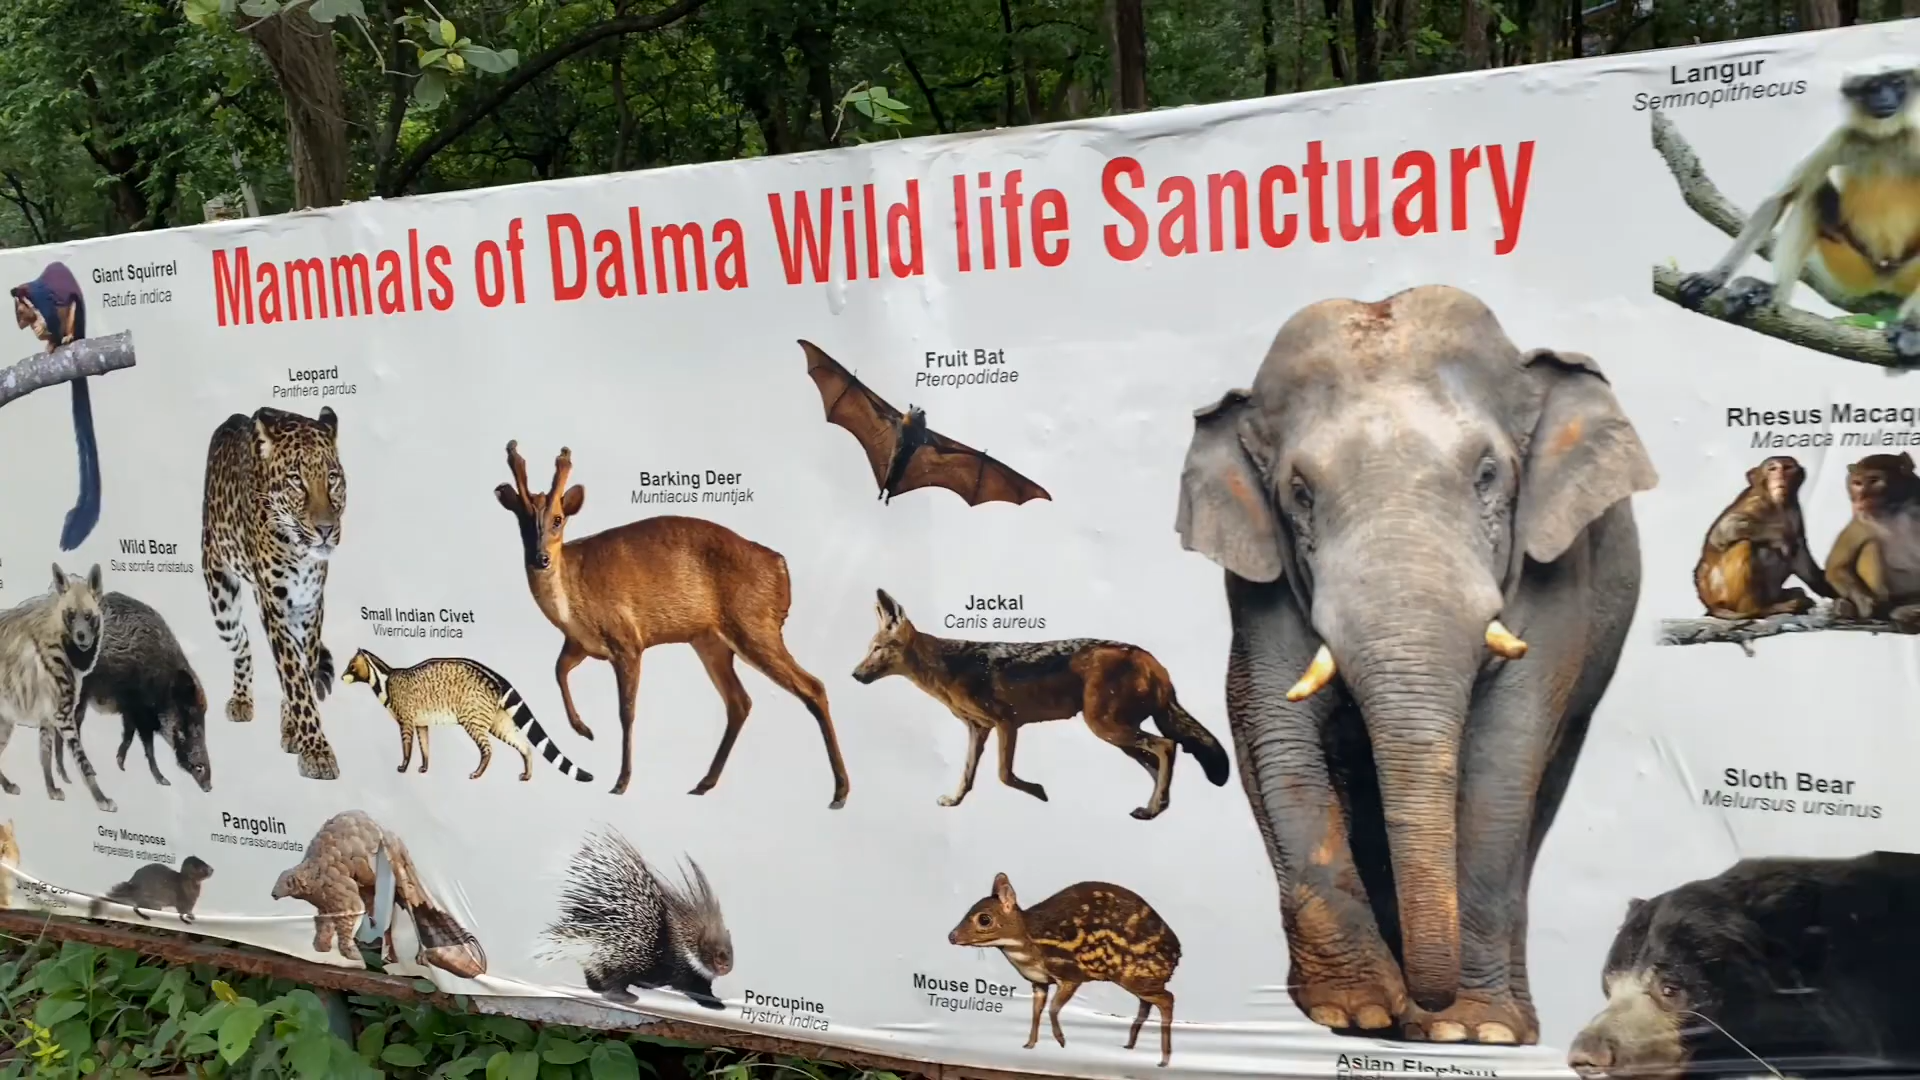 Mammals of Dalma Wild life Sanctuary
Langur
Semnopithecus
Giant Squirrel
Ratufa indica
Leopard
Panthera pardus
Fruit Bat
Pteropodidae
Rhesus
Macaca mulatta
Barking Deer
Muntiacus muntjak
Wild Boar
Sus scrofa cristatus
Small Indian Civet
Viverricula indica
Jackal
Canis aureus
Sloth Bear
Melursus ursinus
Grey Mongoose
Herpestes edwardsii
Pangolin
manis crassicaudata
Porcupine
Hystrix indica
Mouse Deer
Tragulidae
Asian Elephant